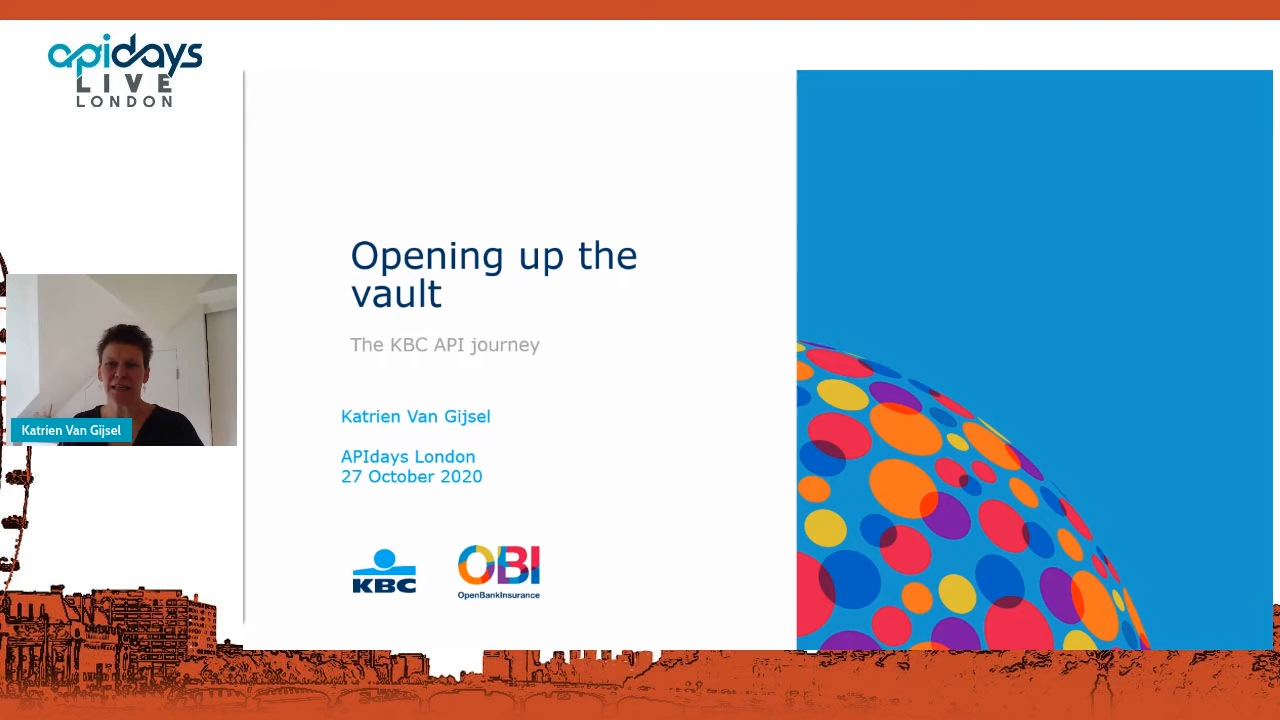 apidays
LIVE
LONDON
Opening up the
vault
The KBC API journey
Katrien Van Gijsel
Katrien Van Gijsel
APIdays London
27 October 2020
KBC
OBI
OpenBankInsurance